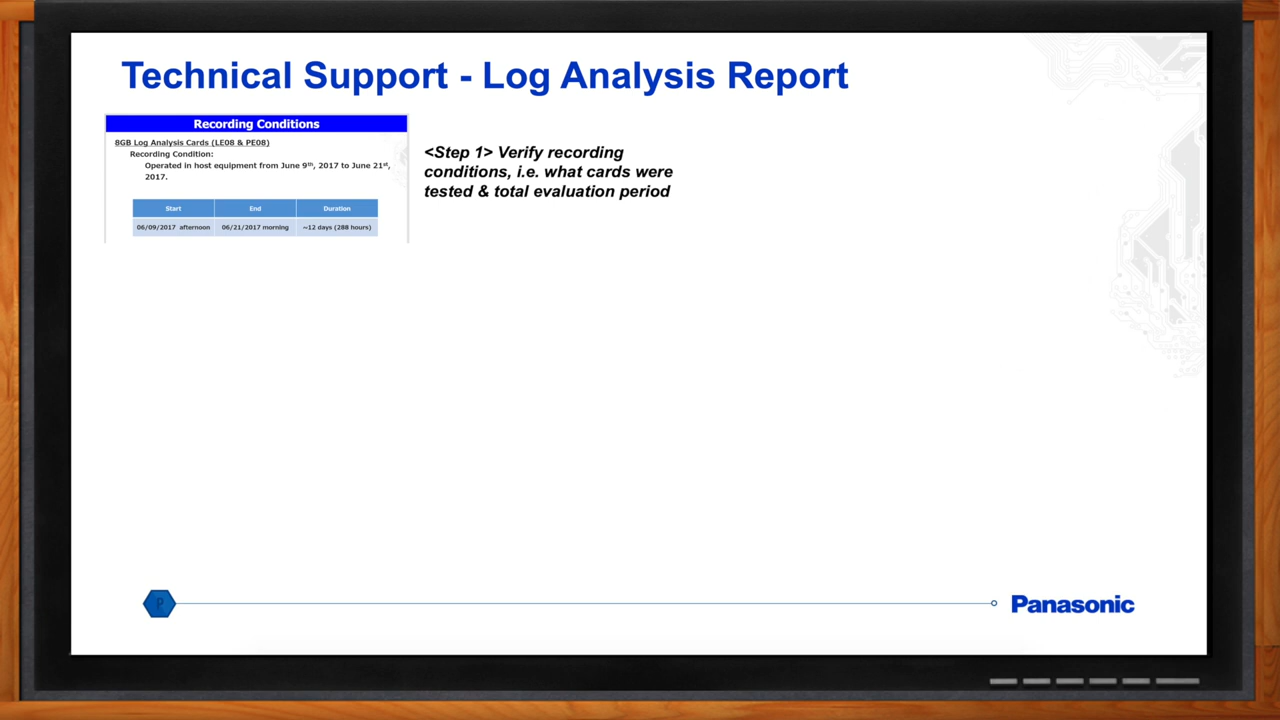 Technical Support - Log Analysis Report
Recording Conditions
8GB Log Analysis Cards (LE08 & PE08)
Recording Condition:
Operated in host equipment from June 9th, 2017 to June 21st,
2017.
Start End Duration
06/09/2017 afternoon 06/21/2017 morning ~12 days (288 hours)
<Step 1> Verify recording
conditions, i.e. what cards were
tested & total evaluation period
P
Panasonic